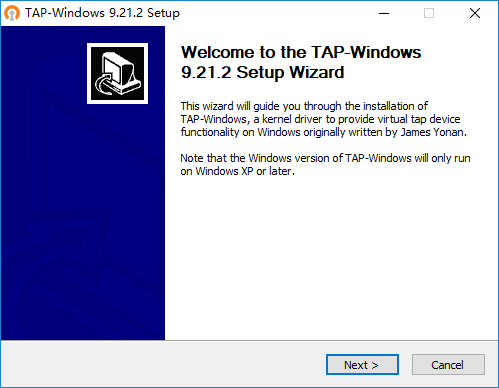 TAP-Windows 9.21.2 Setup
Welcome to the TAP-Windows
9.21.2 Setup Wizard
This wizard will guide you through the installation of
TAP-Windows, a kernel driver to provide virtual tap device
functionality on Windows originally written by James Yonan.
Note that the Windows version of TAP-Windows will only run
on Windows XP or later.
Next >
Cancel